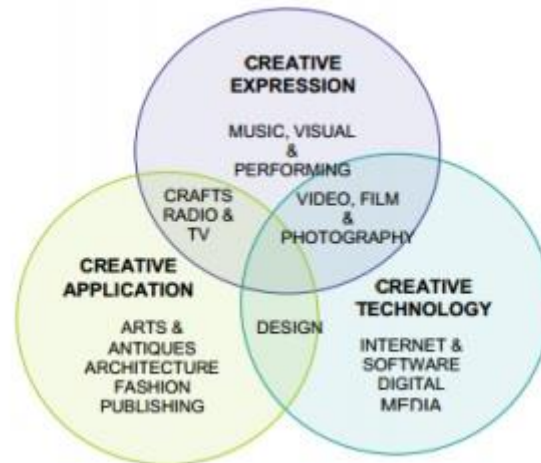 CREATIVE
EXPRESSION
MUSIC, VISUAL
&
PERFORMING
CRAFTS
RADIO &
TV
VIDEO, FILM
&
PHOTOGRAPHY
CREATIVE
APPLICATION
ARTS &
ANTIQUES
ARCHITECTURE
FASHION
PUBLISHING
DESIGN
CREATIVE
TECHNOLOGY
INTERNET &
SOFTWARE
DIGITAL
MEDIA